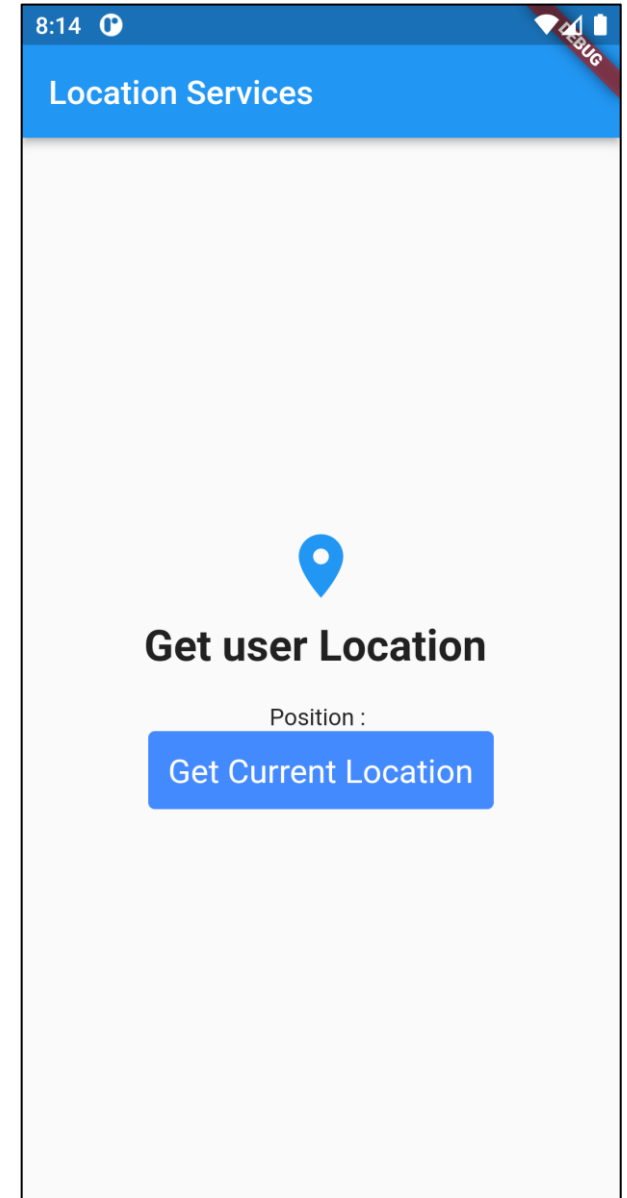 8:14
DEBUG
Location Services
Get user Location
Position :
Get Current Location